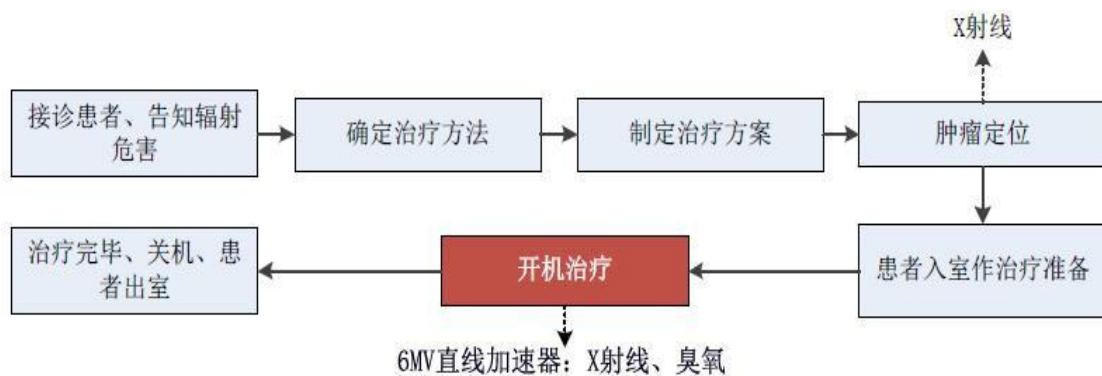 X射线
接诊患者、告知辐射
危害
确定治疗方法
制定治疗方案
肿瘤定位
患者入室作治疗准备
开机治疗
治疗完毕、关机、患
者出室
6MV直线加速器：X射线、臭氧